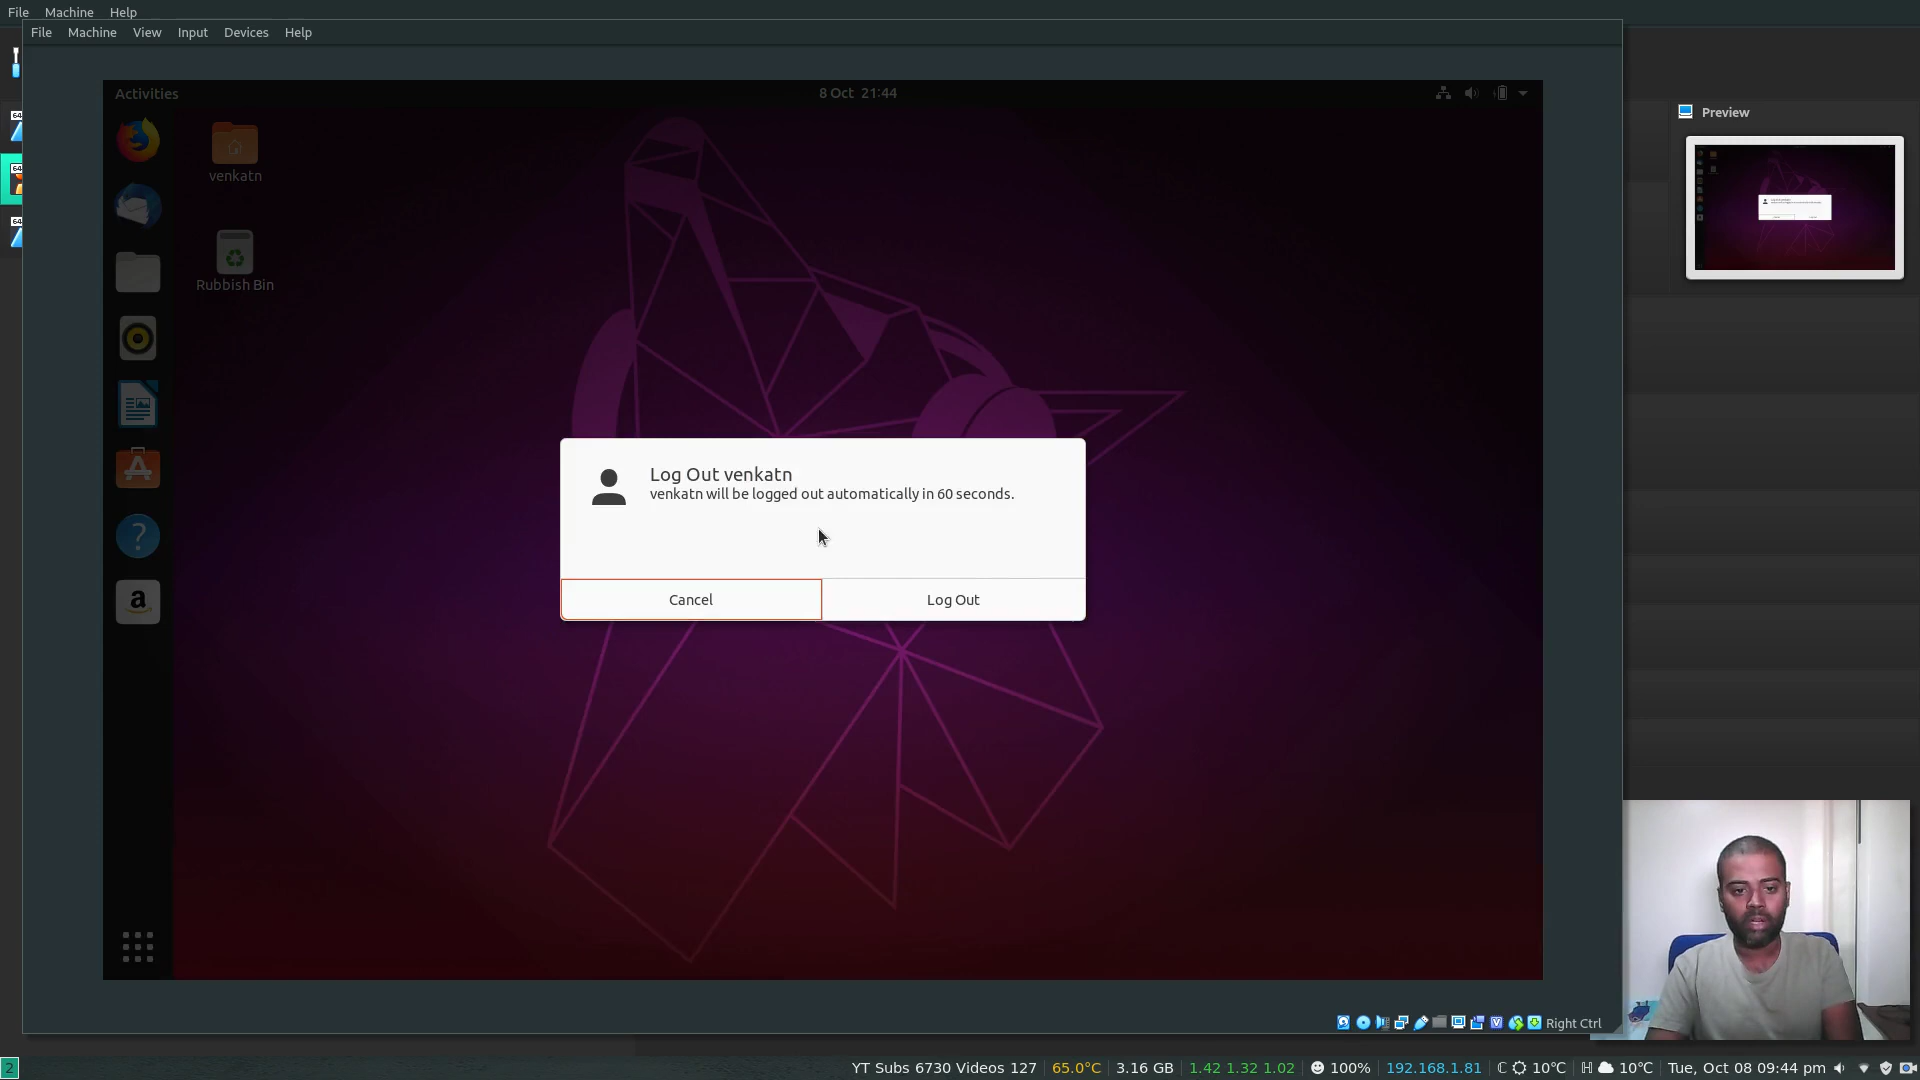 File Machine Help
File Machine View Input Devices Help
Activities
8 Oct 21:44
Preview
venkatn
Rubbish Bin
Log Out venkatn
venkatn will be logged out automatically in 60 seconds.
Cancel
Log Out
Right Ctrl
2
YT Subs 6730 Videos 127
65.0°C
3.16 GB
1.42 1.32 1.02
100%
192.168.1.81
C 10°C
H 10°C
Tue, Oct 08 09:44 pm